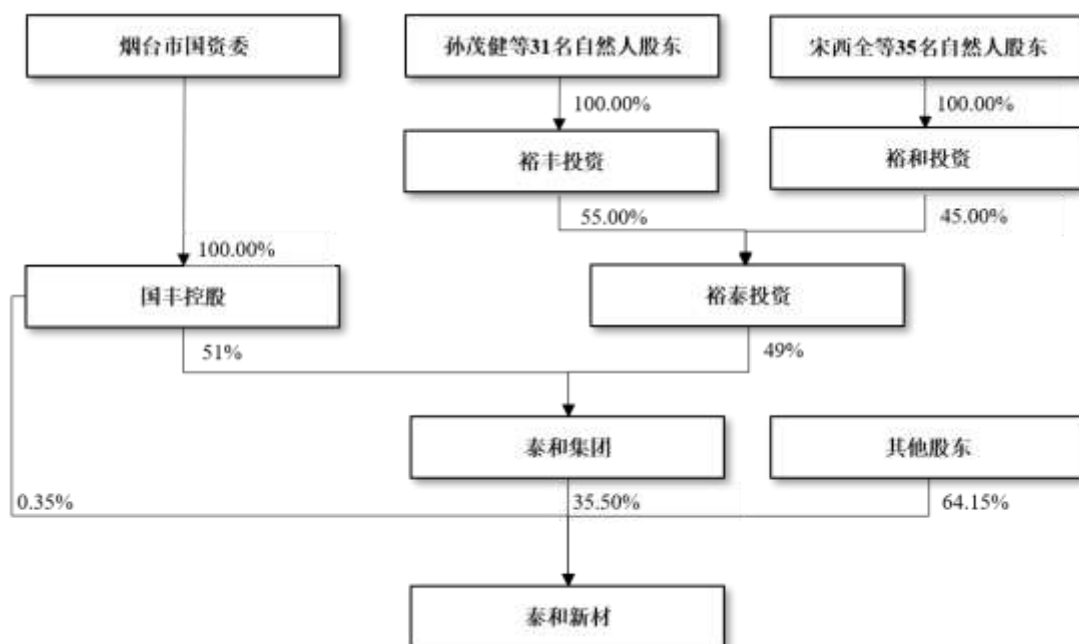 烟台市国资委
孙茂健等31名自然人股东
宋西全等35名自然人股东
100.00%
100.00%
裕丰投资
裕和投资
55.00%
45.00%
100.00%
国丰控股
裕泰投资
51%
49%
泰和集团
其他股东
0.35%
35.50%
64.15%
泰和新材